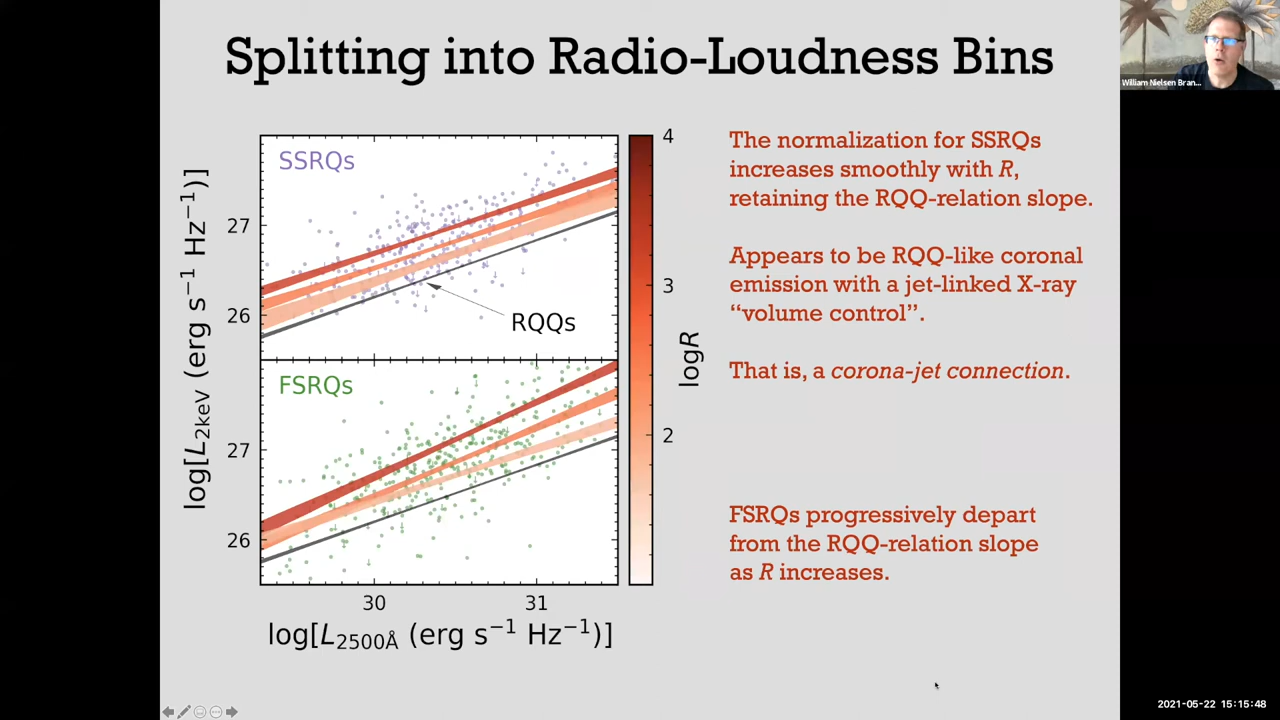 Splitting into Radio-Loudness Bins
William Nielsen Bran...
SSRQs
27
26
RQQs
FSRQs
27
26
log[L2keV (erg s−1 Hz−1)]
30
31
log[L2500Å (erg s−1 Hz−1)]
4
3
2
logR
The normalization for SSRQs
increases smoothly with R,
retaining the RQQ-relation slope.
Appears to be RQQ-like coronal
emission with a jet-linked X-ray
“volume control”.
That is, a corona-jet connection.
FSRQs progressively depart
from the RQQ-relation slope
as R increases.
2021-05-22 15:15:48